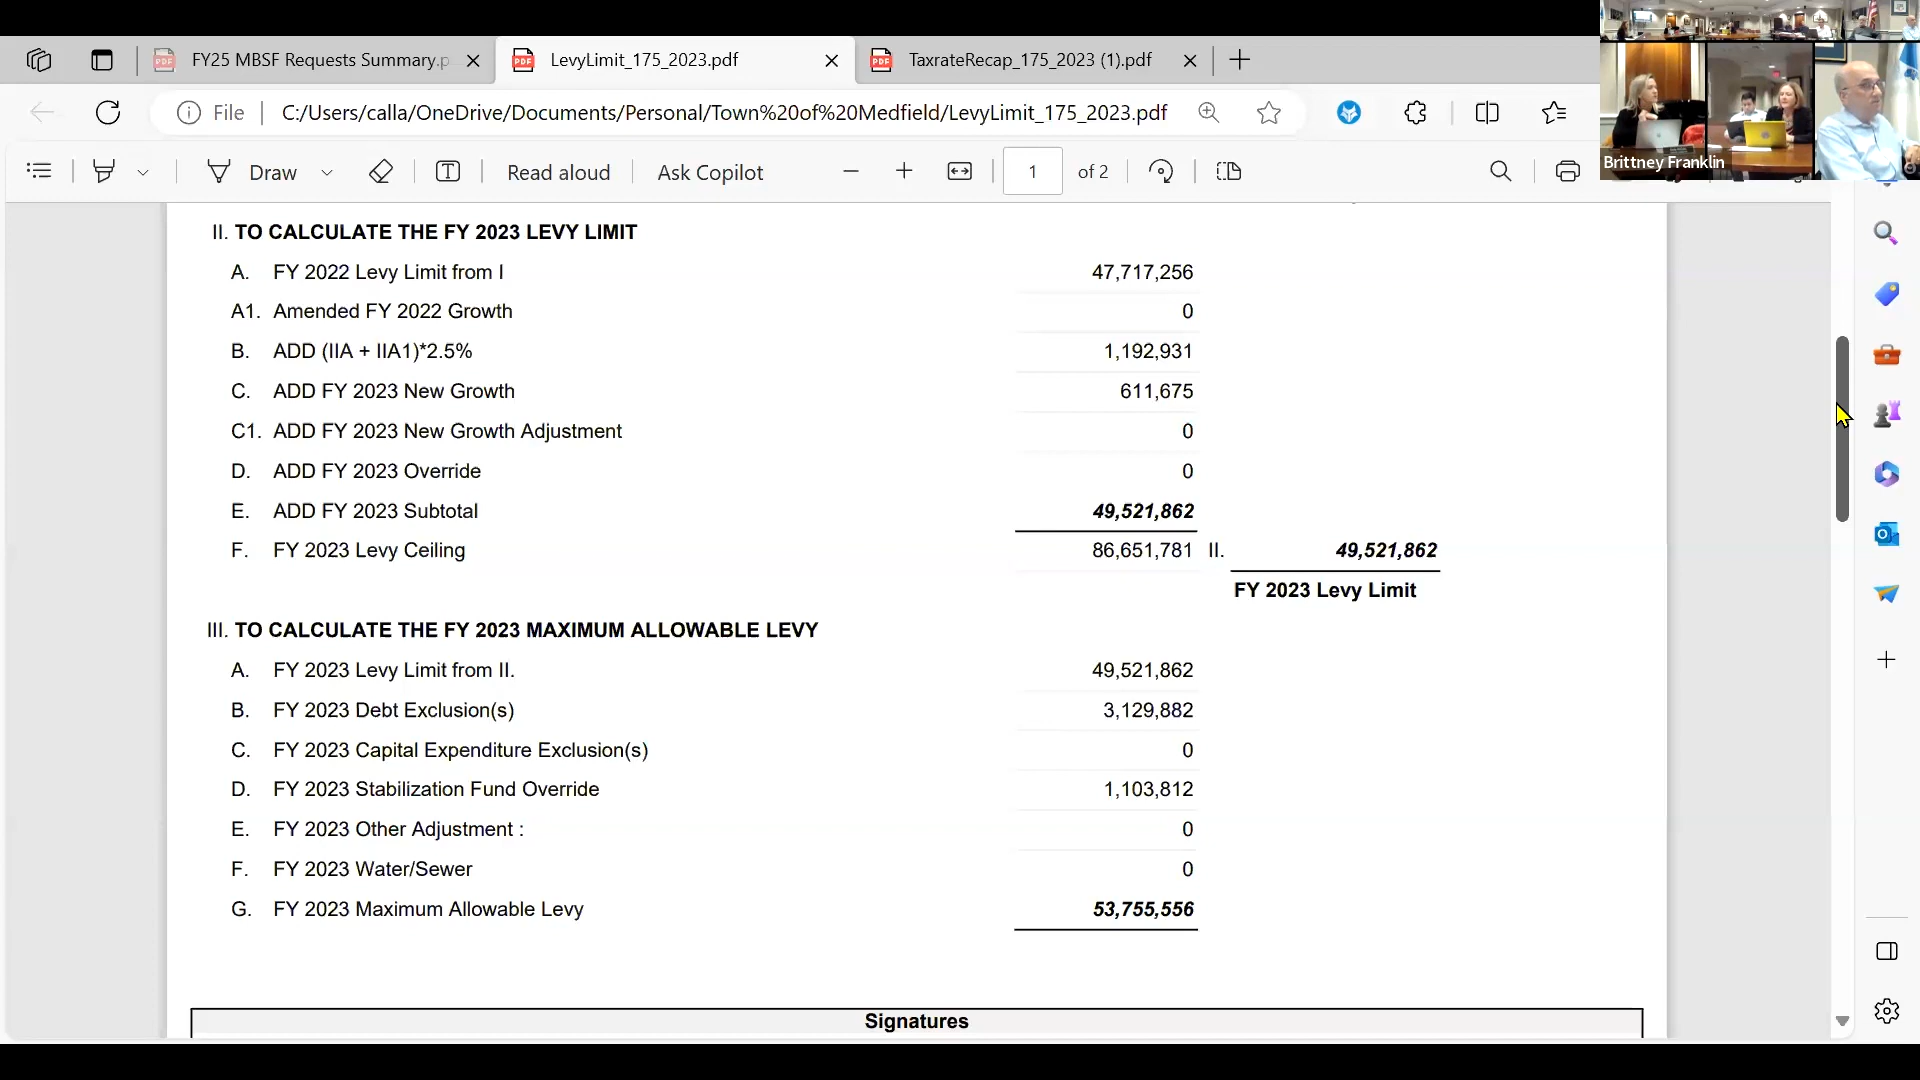 FY25 MBSF Requests Summary.p
LevyLimit_175_2023.pdf
TaxrateRecap_175_2023 (1).pdf
File
C:/Users/calla/OneDrive/Documents/Personal/Town%20of%20Medfield/LevyLimit_175_2023.pdf
Brittney Franklin
Draw
Read aloud
Ask Copilot
1 of 2
II. TO CALCULATE THE FY 2023 LEVY LIMIT
A. FY 2022 Levy Limit from I 47,717,256
A1. Amended FY 2022 Growth 0
B. ADD (IIA + IIA1)*2.5% 1,192,931
C. ADD FY 2023 New Growth 611,675
C1. ADD FY 2023 New Growth Adjustment 0
D. ADD FY 2023 Override 0
E. ADD FY 2023 Subtotal 49,521,862
F. FY 2023 Levy Ceiling 86,651,781 II. 49,521,862
FY 2023 Levy Limit
III. TO CALCULATE THE FY 2023 MAXIMUM ALLOWABLE LEVY
A. FY 2023 Levy Limit from II. 49,521,862
B. FY 2023 Debt Exclusion(s) 3,129,882
C. FY 2023 Capital Expenditure Exclusion(s) 0
D. FY 2023 Stabilization Fund Override 1,103,812
E. FY 2023 Other Adjustment : 0
F. FY 2023 Water/Sewer 0
G. FY 2023 Maximum Allowable Levy 53,755,556
Signatures